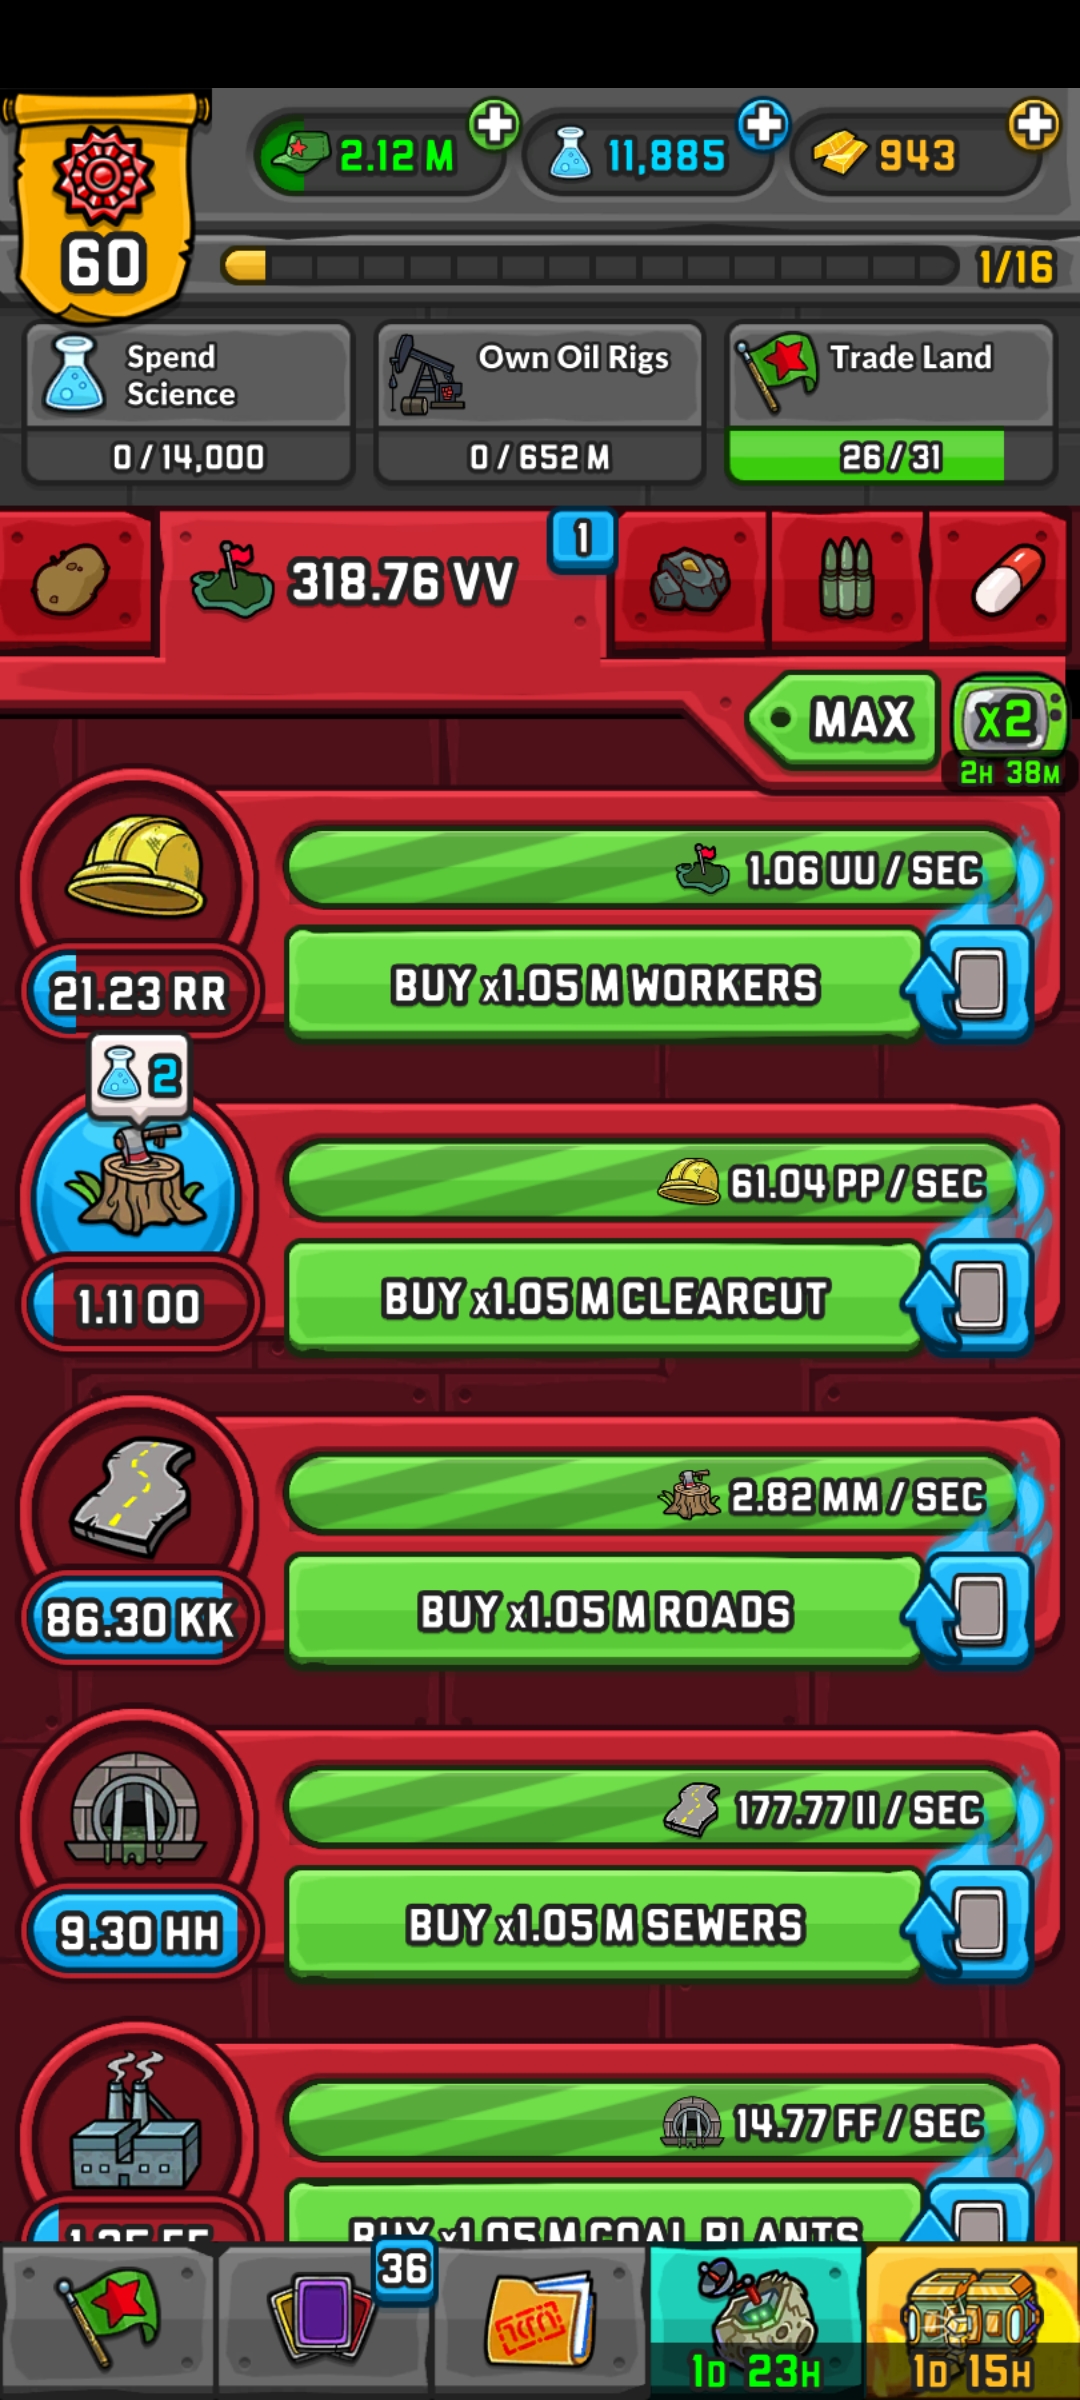 2.12 M
11,885
943
60
1/16
Spend
Science
0/14,000
Own Oil Rigs
0/652 M
Trade Land
26/31
318.76 VV
1
MAX
x2
2H 38M
1.06 UU / SEC
BUY x1.05 M WORKERS
21.23 RR
2
61.04 PP / SEC
BUY x1.05 M CLEARCUT
1.11 OO
2.82 MM / SEC
BUY x1.05 M ROADS
86.30 KK
177.77 II / SEC
BUY x1.05 M SEWERS
9.30 HH
14.77 FF / SEC
BUY x1.05 M COAL PLANTS
36
1D 23H
1D 15H